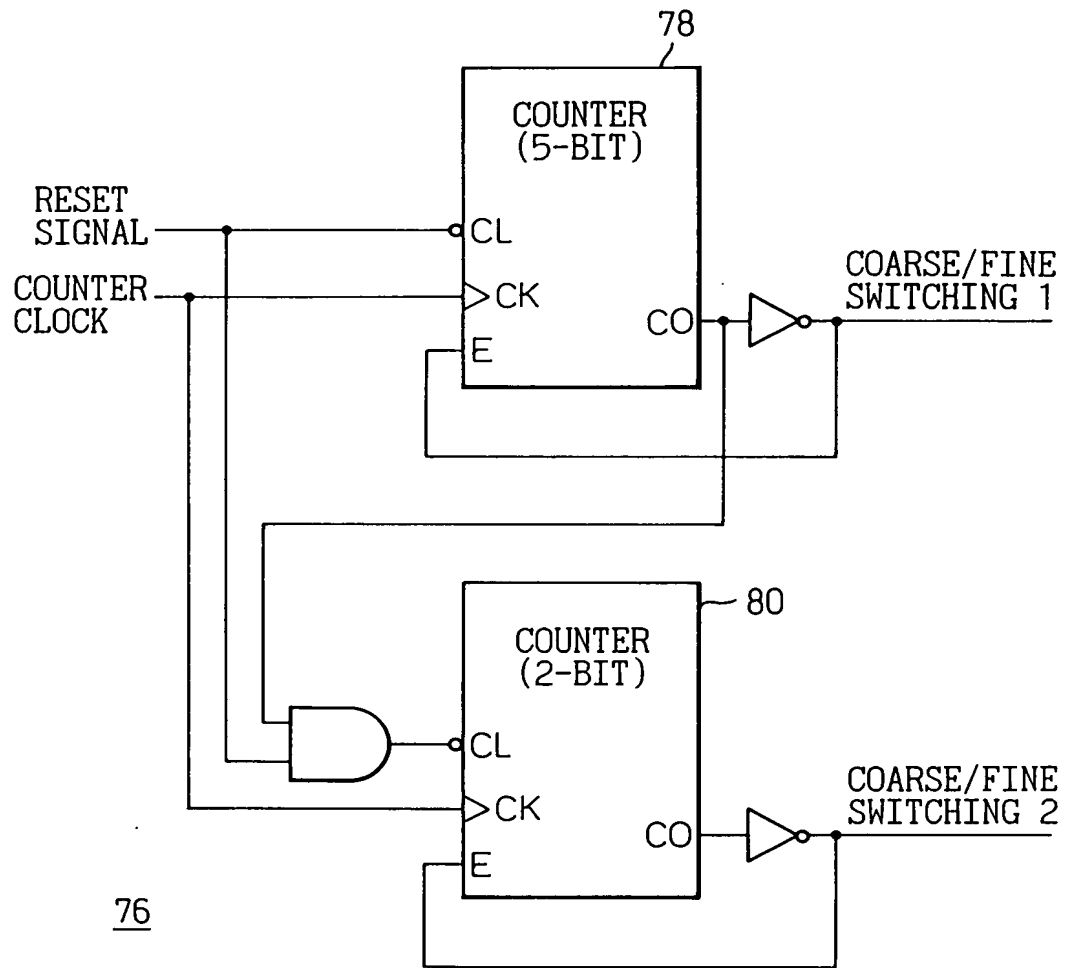 78
COUNTER
(5-BIT)
RESET
SIGNAL
CL
COUNTER
CLOCK
CK
E
CO
COARSE/FINE
SWITCHING 1
80
COUNTER
(2-BIT)
CL
CK
E
CO
COARSE/FINE
SWITCHING 2
76